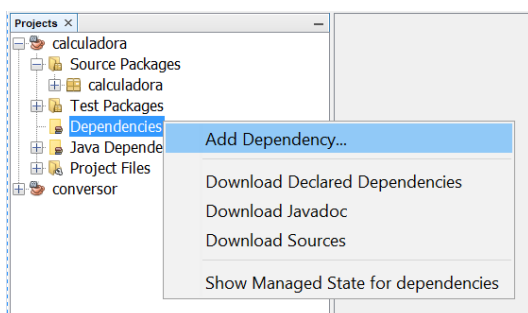 Projects
calculadora
Source Packages
calculadora
Test Packages
Dependencies
Java Depende
Project Files
conversor
Add Dependency...
Download Declared Dependencies
Download Javadoc
Download Sources
Show Managed State for dependencies